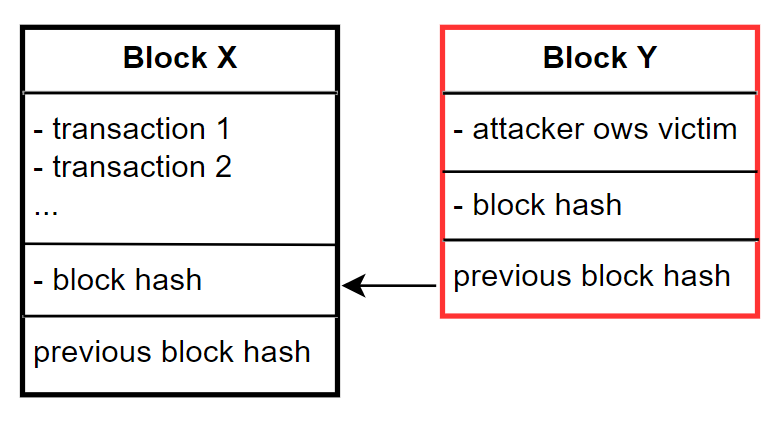 Block X
- transaction 1
- transaction 2
...
- block hash
previous block hash
Block Y
- attacker ows victim
- block hash
previous block hash